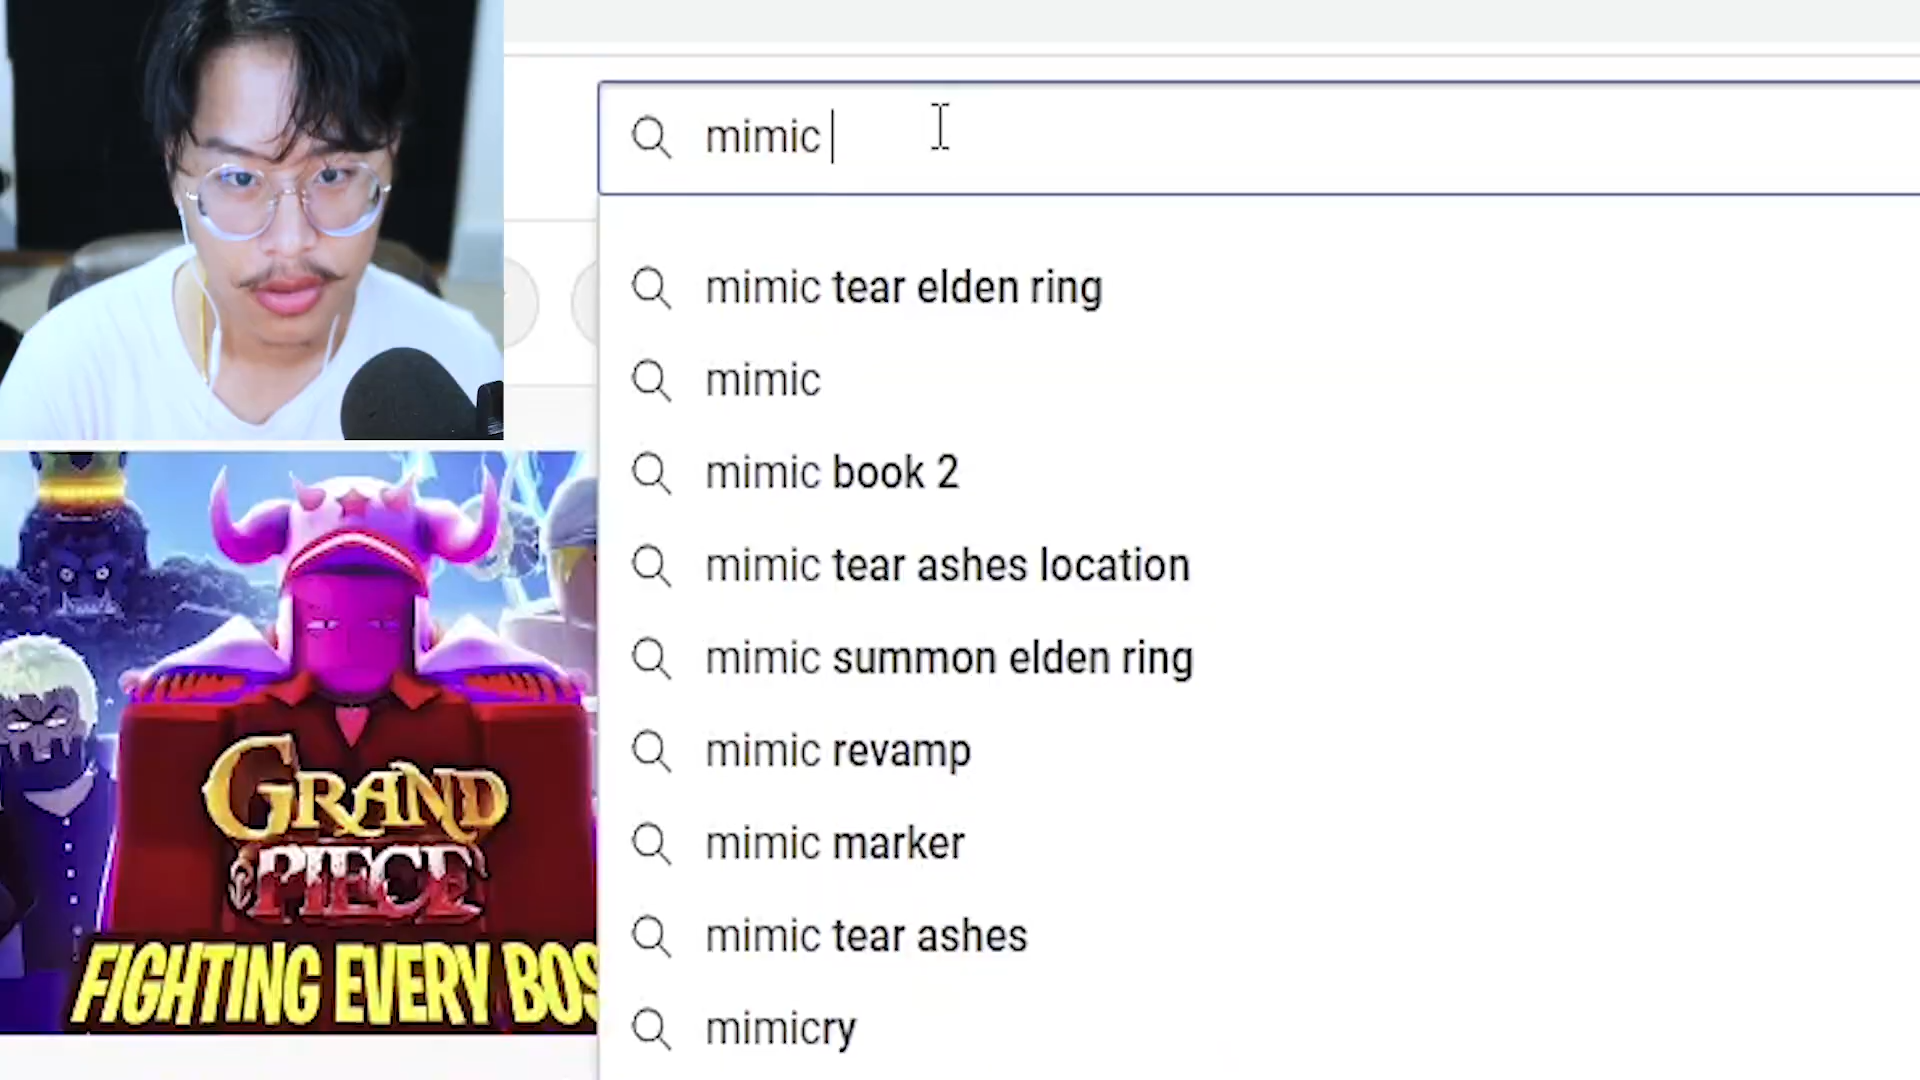 mimic
mimic tear elden ring
mimic
mimic book 2
mimic tear ashes location
mimic summon elden ring
mimic revamp
mimic marker
mimic tear ashes
mimicry
GRAND
PIECE
FIGHTING EVERY BOS